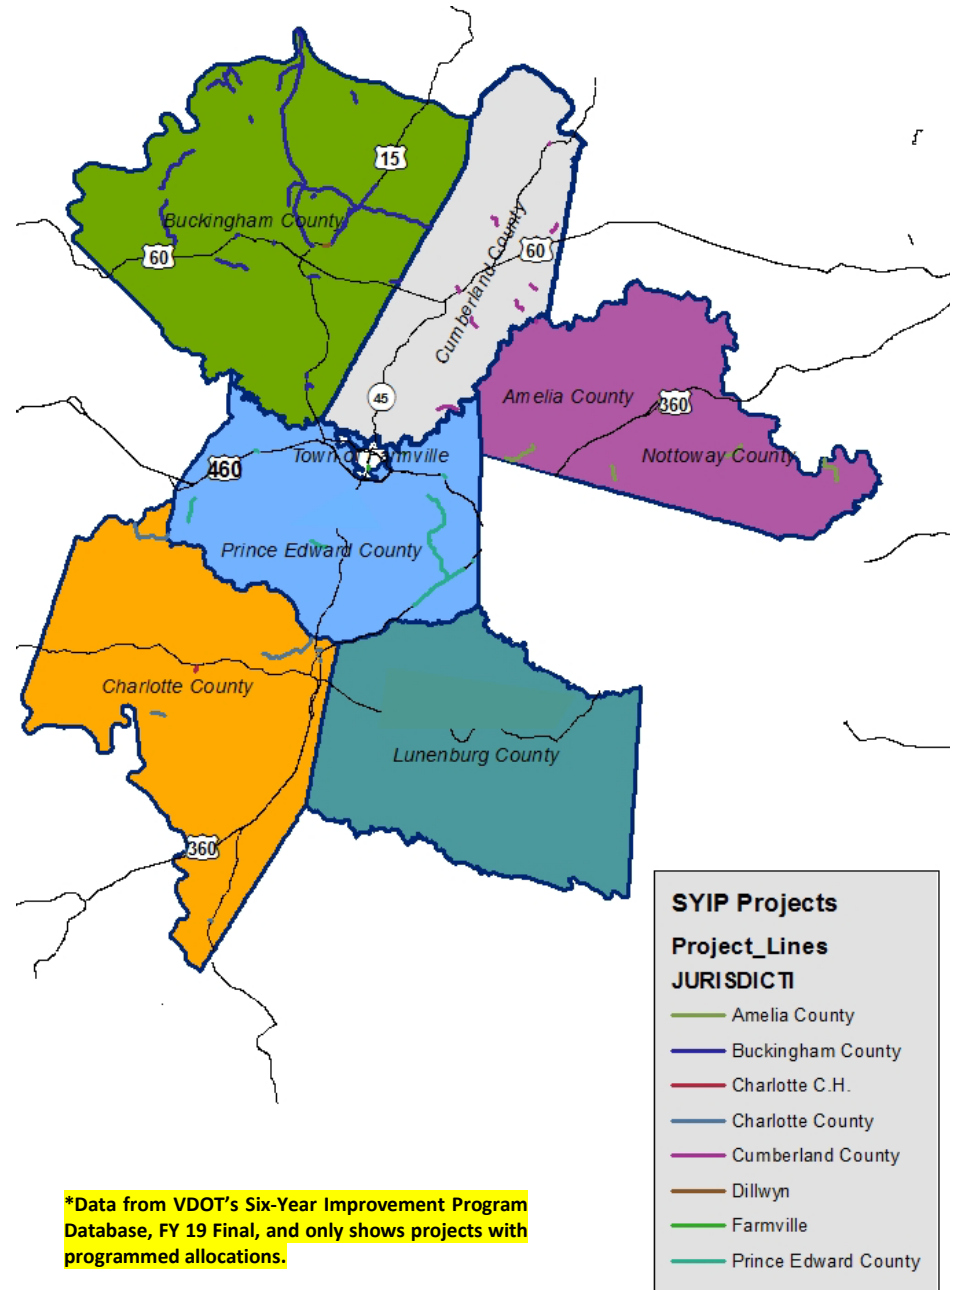 15
Buckingham County
60
60
Cumberland County
45
Amelia County
360
Nottoway County
Town of Farmville
460
Prince Edward County
Charlotte County
Lunenburg County
360
SYIP Projects
Project_Lines
JURISDICTI
Amelia County
Buckingham County
Charlotte C.H.
Charlotte County
Cumberland County
Dillwyn
Farmville
Prince Edward County
*Data from VDOT's Six-Year Improvement Program
Database, FY 19 Final, and only shows projects with
programmed allocations.